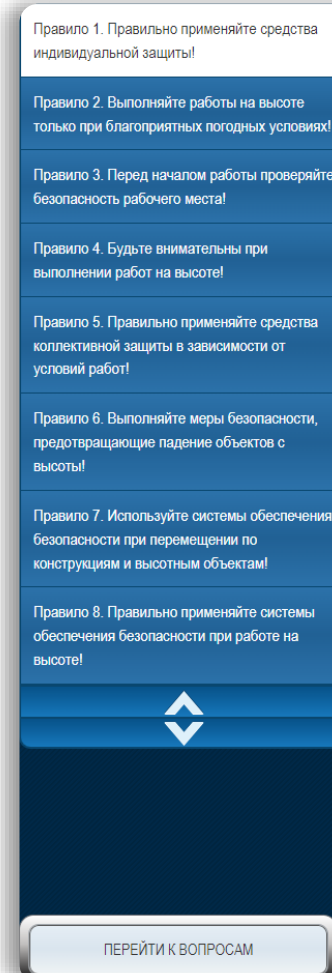 Правило 1. Правильно применяйте средства
индивидуальной защиты!
Правило 2. Выполняйте работы на высоте
только при благоприятных погодных условиях!
Правило 3. Перед началом работы проверяйте
безопасность рабочего места!
Правило 4. Будьте внимательны при
выполнении работ на высоте!
Правило 5. Правильно применяйте средства
коллективной защиты в зависимости от
условий работ!
Правило 6. Выполняйте меры безопасности,
предотвращающие падение объектов с
высоты!
Правило 7. Используйте системы обеспечения
безопасности при перемещении по
конструкциям и высотным объектам!
Правило 8. Правильно применяйте системы
обеспечения безопасности при работе на
высоте!
ПЕРЕЙТИ К ВОПРОСАМ